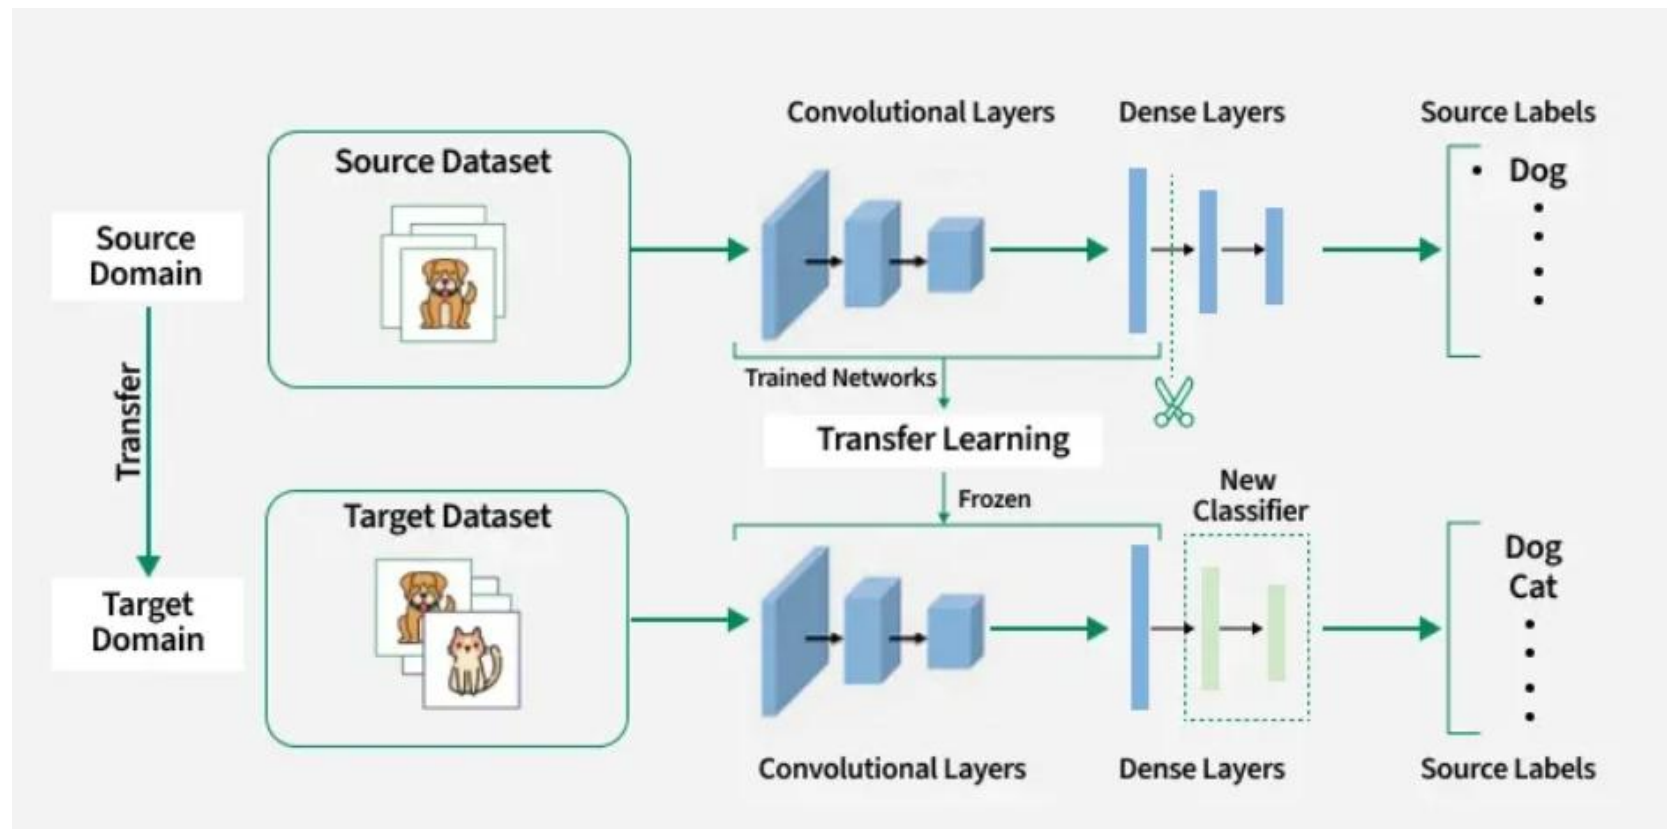 Convolutional Layers
Dense Layers
Source Labels
Source Dataset
Source
Domain
• Dog
Trained Networks
Transfer
Transfer Learning
Frozen
New
Classifier
Target Dataset
Target
Domain
Dog
Cat
Convolutional Layers
Dense Layers
Source Labels